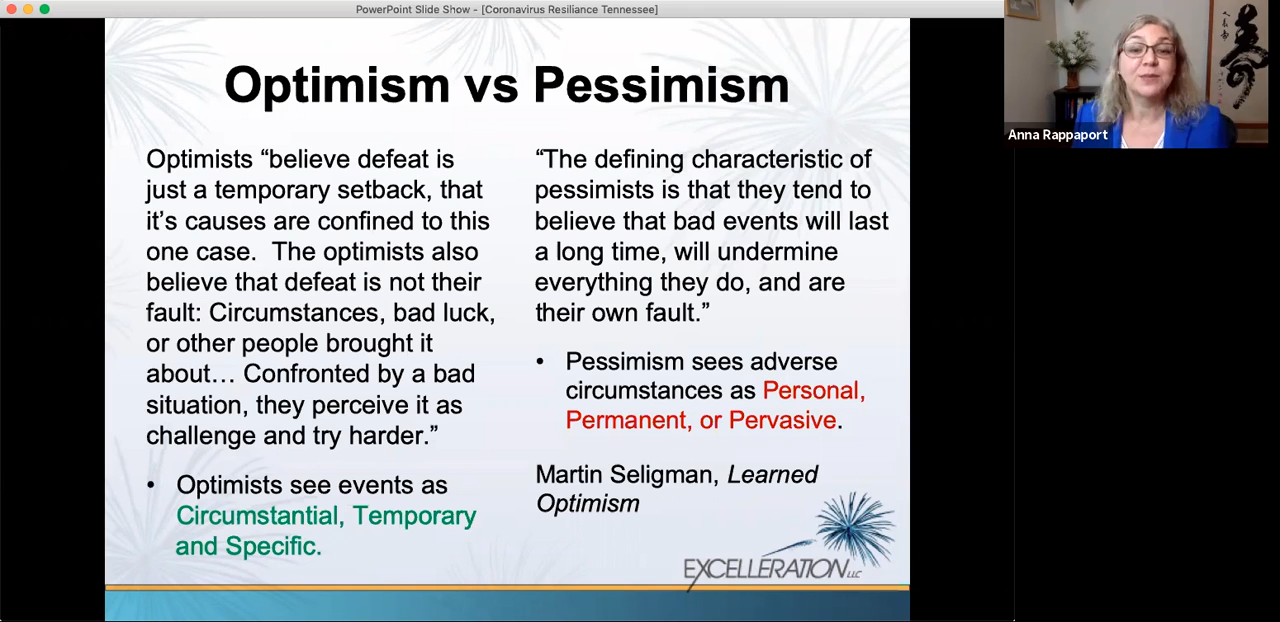 PowerPoint Slide Show - [Coronavirus Resiliance Tennessee]
Optimism vs Pessimism
Optimists “believe defeat is
just a temporary setback, that
it’s causes are confined to this
one case.  The optimists also
believe that defeat is not their
fault: Circumstances, bad luck,
or other people brought it
about… Confronted by a bad
situation, they perceive it as
challenge and try harder.”
• Optimists see events as
Circumstantial, Temporary
and Specific.
“The defining characteristic of
pessimists is that they tend to
believe that bad events will last
a long time, will undermine
everything they do, and are
their own fault.”
• Pessimism sees adverse
circumstances as Personal,
Permanent, or Pervasive.
Martin Seligman, Learned
Optimism
EXCELLERATION LLC
Anna Rappaport